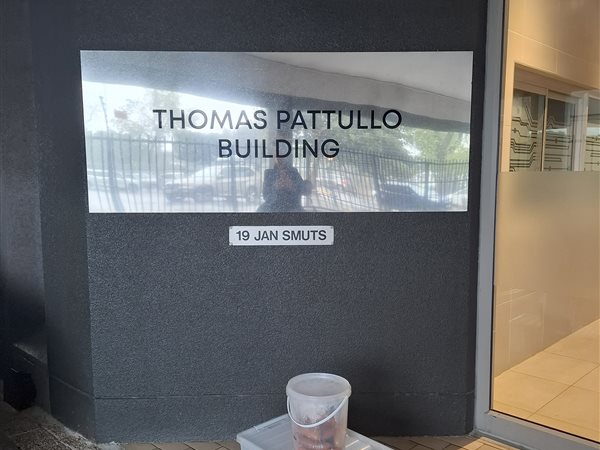 THOMAS PATTULLO
BUILDING
19 JAN SMUTS